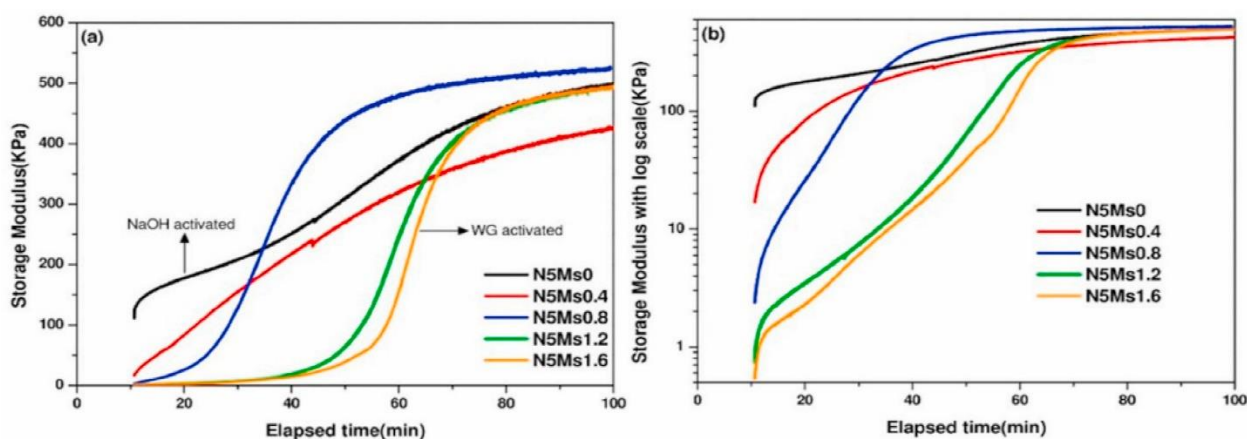 (a)
Storage Modulus(KPa)
600
500
400
300
200
100
0
NaOH activated
WG activated
N5Ms0
N5Ms0.4
N5Ms0.8
N5Ms1.2
N5Ms1.6
0 20 40 60 80 100
Elapsed time(min)
(b)
Storage Modulus with log scale(KPa)
100
10
1
N5Ms0
N5Ms0.4
N5Ms0.8
N5Ms1.2
N5Ms1.6
0 20 40 60 80 100
Elapsed time(min)